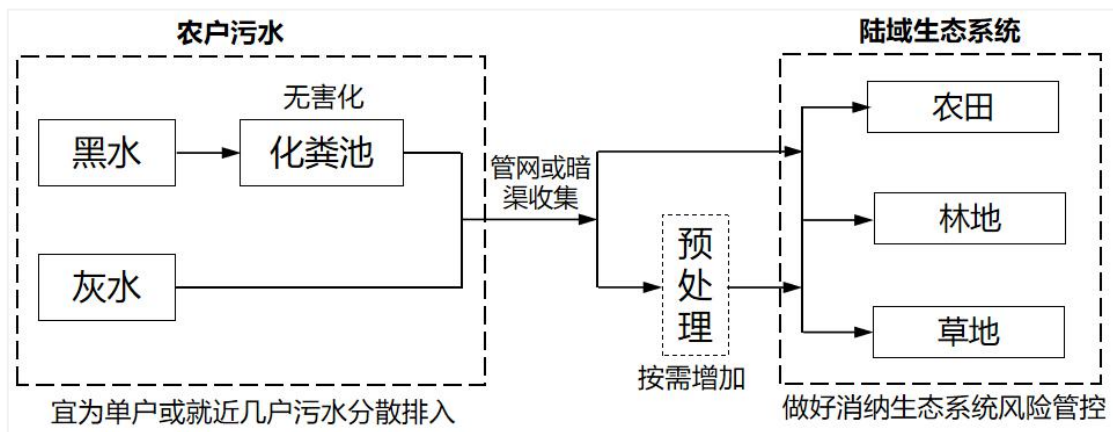 农户污水
陆域生态系统
无害化
黑水
化粪池
灰水
管网或暗
渠收集
预
处
理
按需增加
农田
林地
草地
宜为单户或就近几户污水分散排入
做好消纳生态系统风险管控